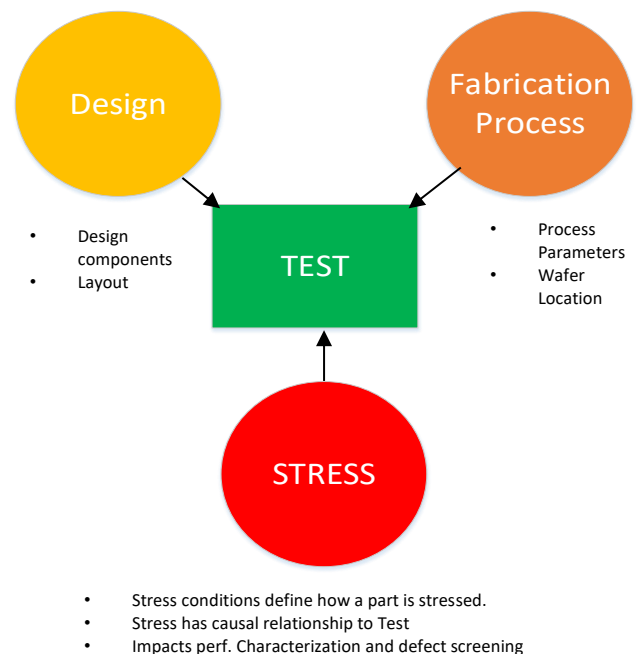 Design
Fabrication
Process
• Design
components
• Layout
TEST
• Process
Parameters
• Wafer
Location
STRESS
• Stress conditions define how a part is stressed.
• Stress has causal relationship to Test
• Impacts perf. Characterization and defect screening